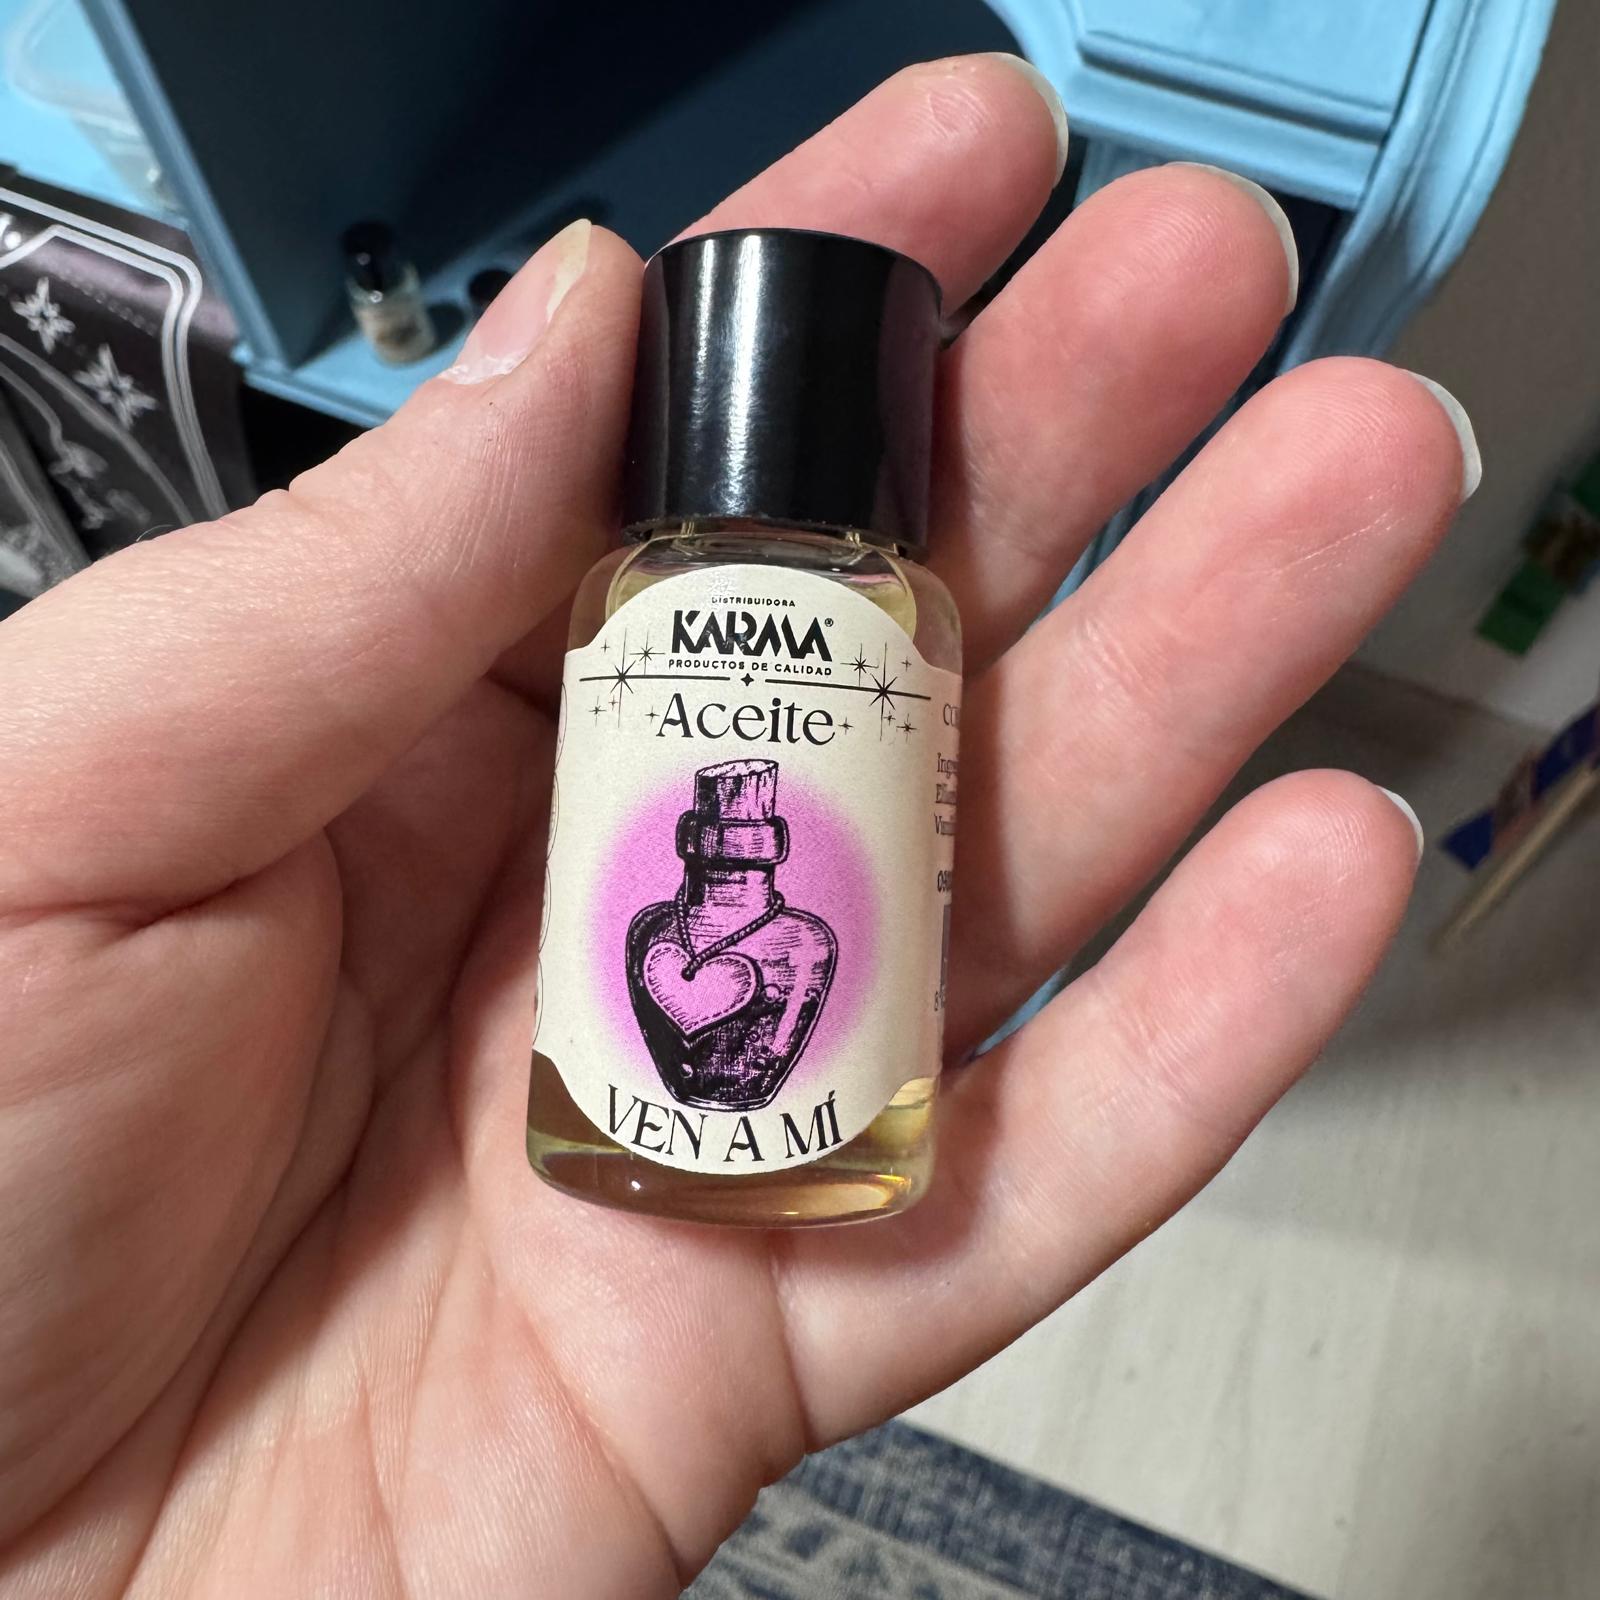 DISTRIBUIDORA
KARMA®
PRODUCTOS DE CALIDAD
Aceite
VEN A MÍ